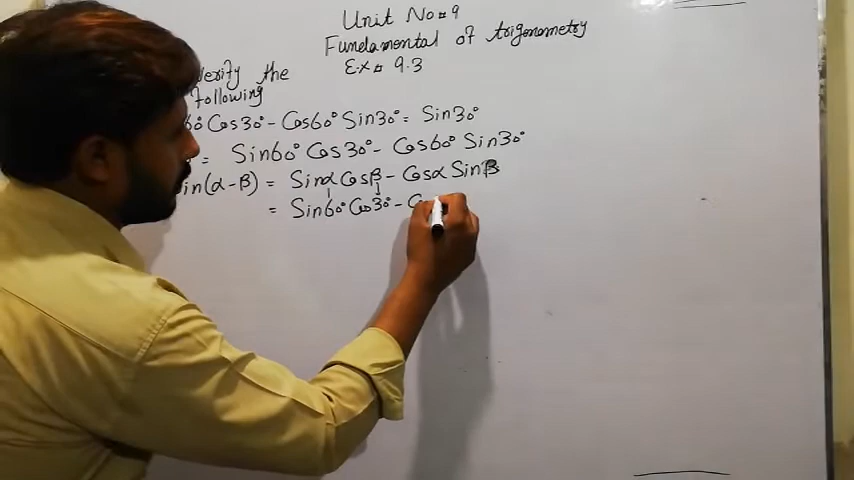 Unit No # 9
Fundamental of trigonometry
Ex # 9.3
verify the
following
60° Cos30° - Cos60° Sin30° = Sin30°
= Sin60° Cos30° - Cos60° Sin30°
in(α-β) = Sinα Cosβ - Cosα Sinβ
= Sin60° Cos30° - C